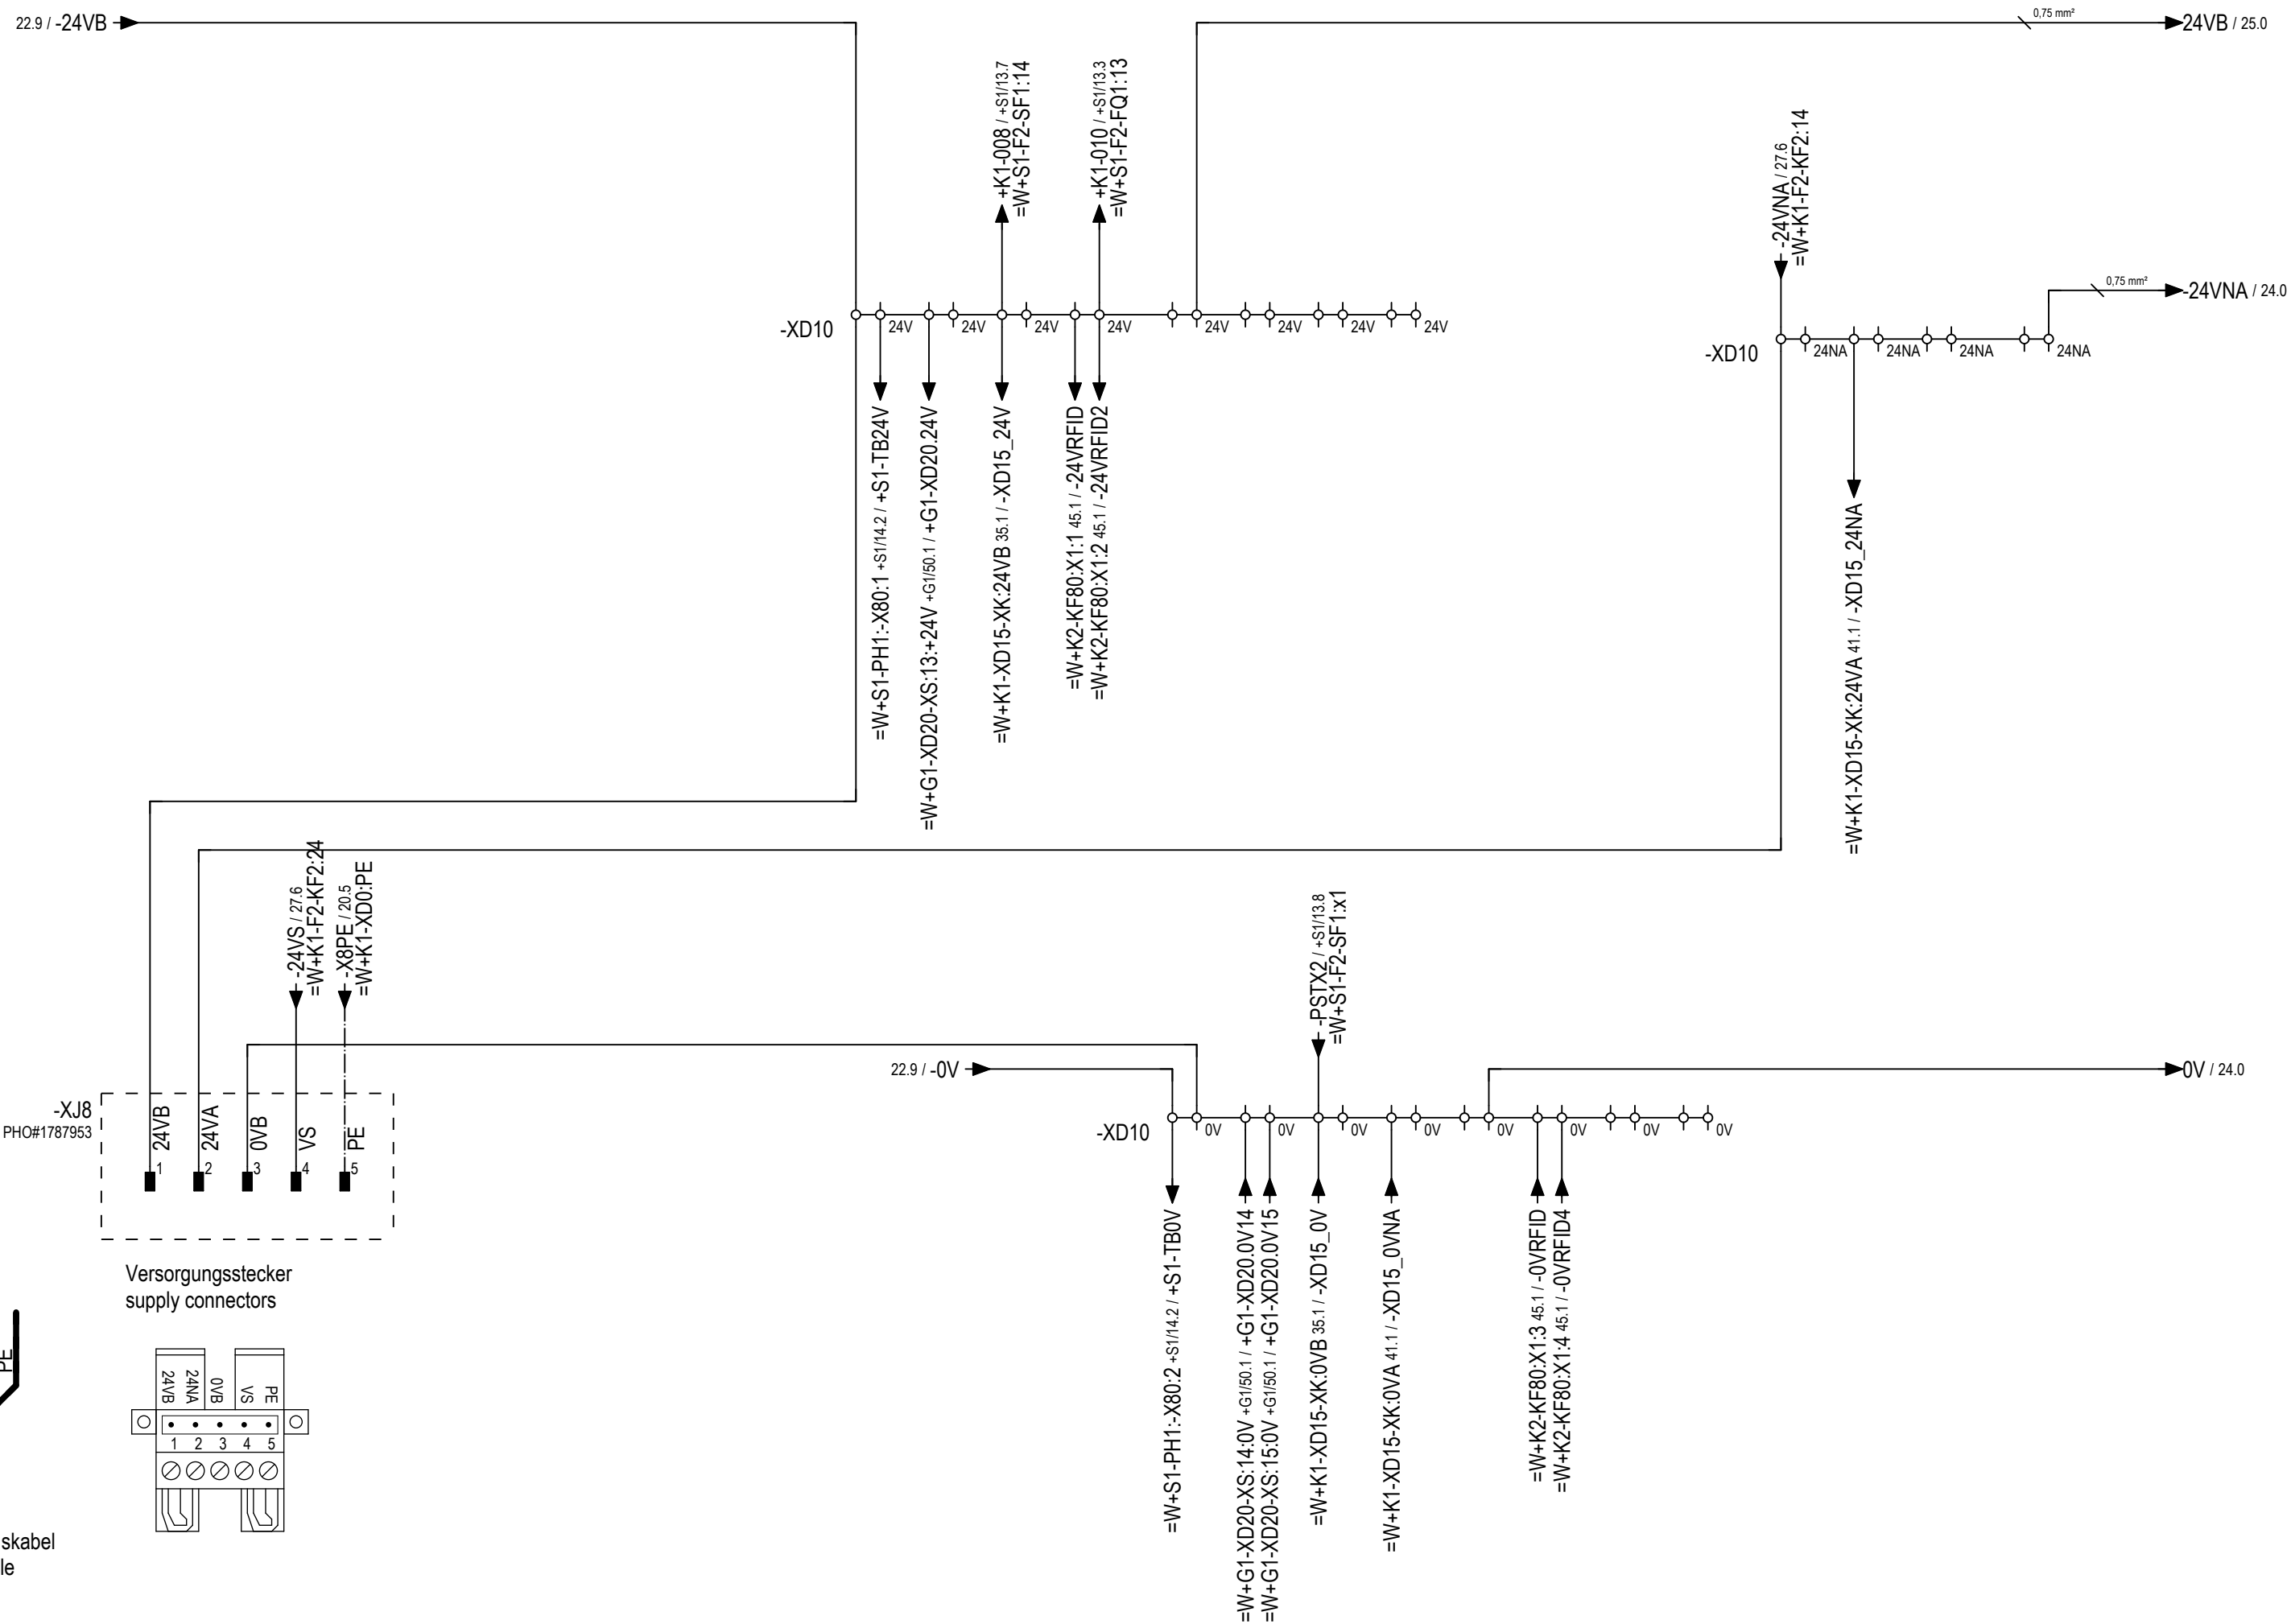 22.9 / -24VB
0,75 mm²
24VB / 25.0
+K1-008 / +S1/13.7
=W+S1-F2-SF1:14
+K1-010 / +S1/13.3
=W+S1-F2-FQ1:13
-24VNA / 27.6
=W+K1-F2-KF2:14
0,75 mm²
-24VNA / 24.0
-XD10
24V
24V
24V
24V
24V
24V
24V
24V
-XD10
24NA
24NA
24NA
24NA
=W+S1-PH1:-X80:1 +S1/14.2 / +S1-TB24V
=W+G1-XD20-XS:13:+24V +G1/50.1 / +G1-XD20.24V
=W+K1-XD15-XK:24VB 35.1 / -XD15_24V
=W+K2-KF80:X1:1 45.1 / -24VRFID
=W+K2-KF80:X1:2 45.1 / -24VRFID2
=W+K1-XD15-XK:24VA 41.1 / -XD15_24NA
-24VS / 27.6
=W+K1-F2-KF2:24
-X8PE / 20.5
=W+K1-XD0:PE
-PSTX2 / +S1/13.8
=W+S1-F2-SF1:x1
22.9 / -0V
0V / 24.0
-XJ8
PHO#1787953
24VB
24VA
0VB
VS
PE
1
2
3
4
5
-XD10
0V
0V
0V
0V
0V
0V
0V
0V
=W+S1-PH1:-X80:2 +S1/14.2 / +S1-TB0V
=W+G1-XD20-XS:14:0V +G1/50.1 / +G1-XD20.0V14
=W+G1-XD20-XS:15:0V +G1/50.1 / +G1-XD20.0V15
=W+K1-XD15-XK:0VB 35.1 / -XD15_0V
=W+K1-XD15-XK:0VA 41.1 / -XD15_0VNA
=W+K2-KF80:X1:3 45.1 / -0VRFID
=W+K2-KF80:X1:4 45.1 / -0VRFID4
Versorgungsstecker
supply connectors
PE
24VB
24NA
0VB
VS
PE
1 2 3 4 5
skabel
le